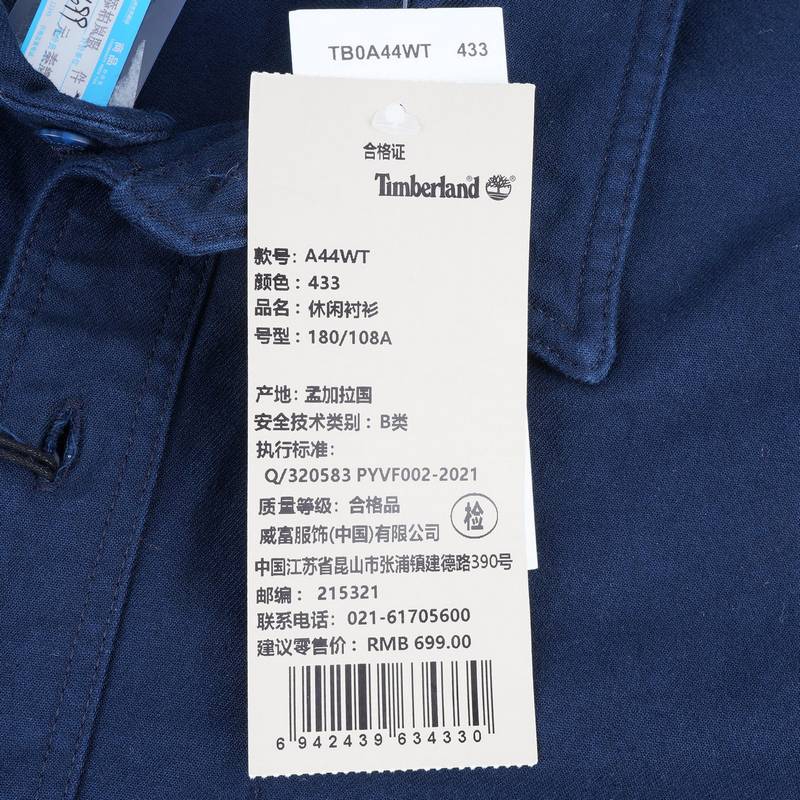 TB0A44WT 433
合格证
Timberland
款号: A44WT
颜色: 433
品名: 休闲衬衫
号型: 180/108A
产地: 孟加拉国
安全技术类别: B类
执行标准:
Q/320583 PYVF002-2021
质量等级: 合格品
检
威富服饰(中国)有限公司
中国江苏省昆山市张浦镇建德路390号
邮编: 215321
联系电话: 021-61705600
建议零售价: RMB 699.00
6 942439 634330
商品
件